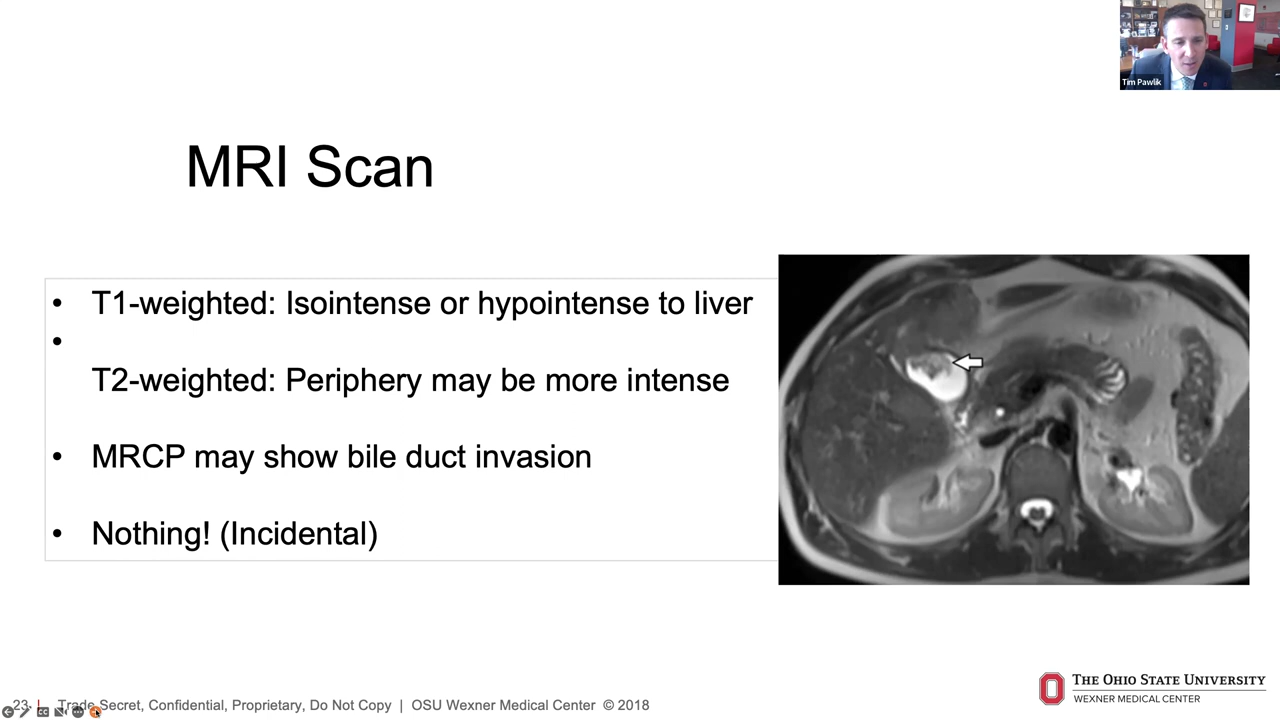 Tim Pawlik
MRI Scan
• T1-weighted: Isointense or hypointense to liver
•
T2-weighted: Periphery may be more intense
• MRCP may show bile duct invasion
• Nothing! (Incidental)
23 | Trade Secret, Confidential, Proprietary, Do Not Copy | OSU Wexner Medical Center © 2018
THE OHIO STATE UNIVERSITY
WEXNER MEDICAL CENTER